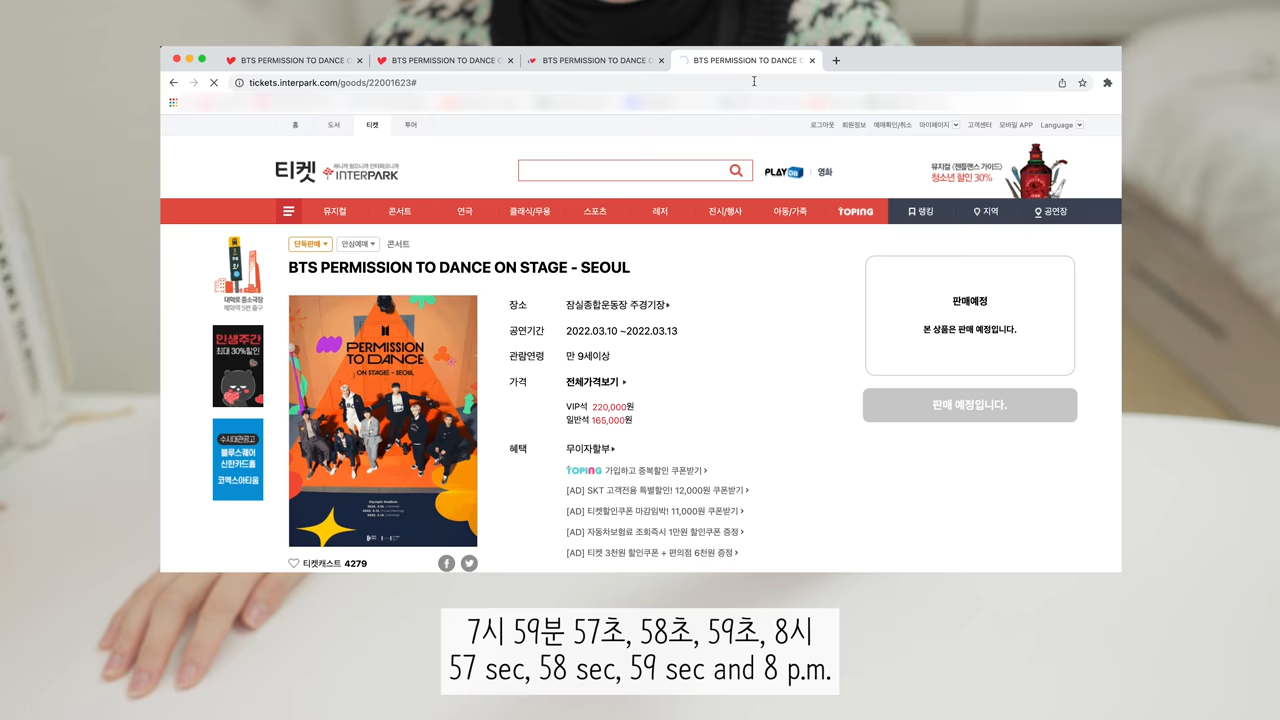 BTS PERMISSION TO DANCE
BTS PERMISSION TO DANCE
BTS PERMISSION TO DANCE
BTS PERMISSION TO DANCE
tickets.interpark.com/goods/22001623#
홈 도서 티켓 투어
로그아웃 회원정보 예매확인/취소 마이페이지 고객센터 모바일 APP Language
티켓 INTERPARK
PLAY DB 영화
뮤지컬 <젠틀맨스 가이드>
청소년 할인 30%
뮤지컬 콘서트 연극 클래식/무용 스포츠 레저 전시/행사 아동/가족 TOPING 랭킹 지역 공연장
단독판매 안심예매 콘서트
BTS PERMISSION TO DANCE ON STAGE - SEOUL
대학로 중소극장
혜화역 5번 출구
인생주간
최대 30%할인
수시대관공고
블루스퀘어
신한카드홀
코엑스아티움
PERMISSION
TO DANCE
ON STAGE - SEOUL
Olympic Stadium
장소 잠실종합운동장 주경기장
공연기간 2022.03.10 ~2022.03.13
관람연령 만 9세이상
가격 전체가격보기
VIP석 220,000원
일반석 165,000원
혜택 무이자할부
TOPING 가입하고 중복할인 쿠폰받기
[AD] SKT 고객전용 특별할인! 12,000원 쿠폰받기
[AD] 티켓할인쿠폰 마감임박! 11,000원 쿠폰받기
[AD] 자동차보험료 조회즉시 1만원 할인쿠폰 증정
[AD] 티켓 3천원 할인쿠폰 + 편의점 6천원 증정
티켓캐스트 4279
판매예정
본 상품은 판매 예정입니다.
판매 예정입니다.
7시 59분 57초, 58초, 59초, 8시
57 sec, 58 sec, 59 sec and 8 p.m.